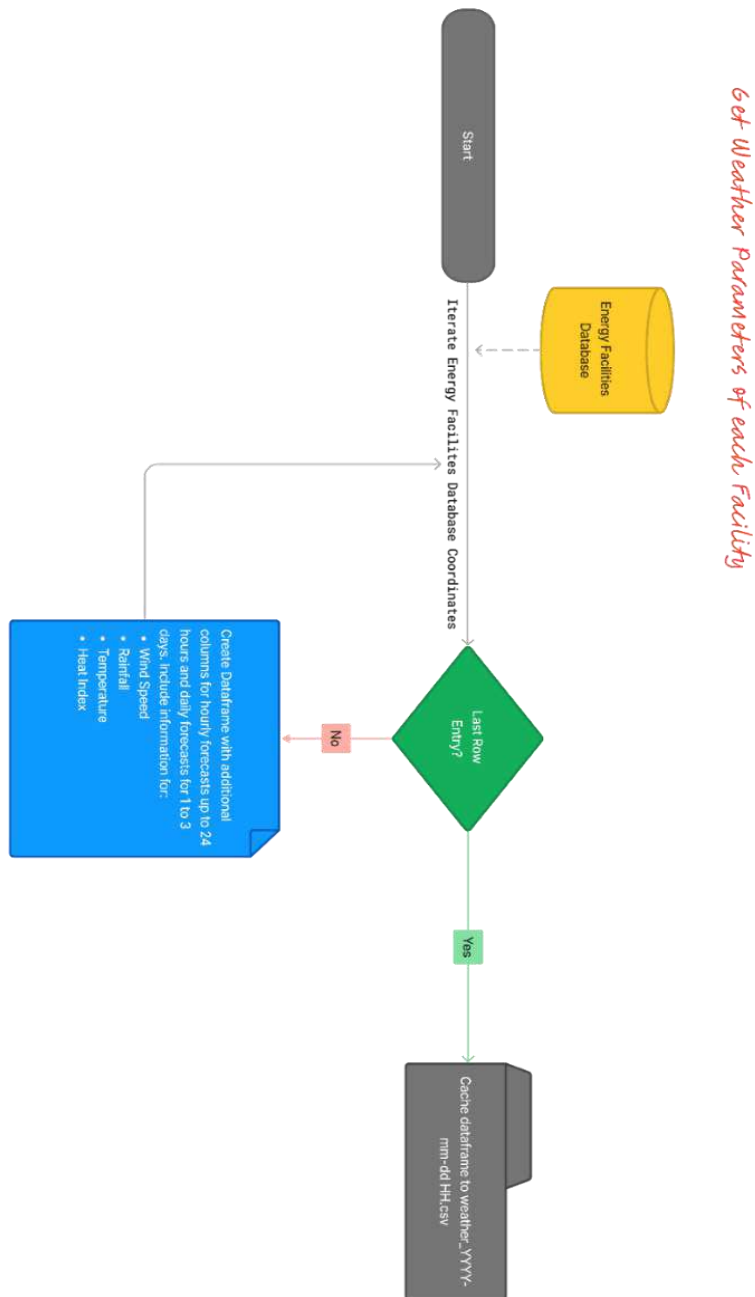 Get Weather Parameters of each Facility
Start
Energy Facilities
Database
Iterate Energy Facilites Database Coordinates
Last Row
Entry?
No
Yes
Create Dataframe with additional
columns for hourly forecasts up to 24
hours and daily forecasts for 1 to 3
days. Include information for:
• Wind Speed
• Rainfall
• Temperature
• Heat Index
Cache dataframe to weather_YYYY-
mm-dd HH.csv